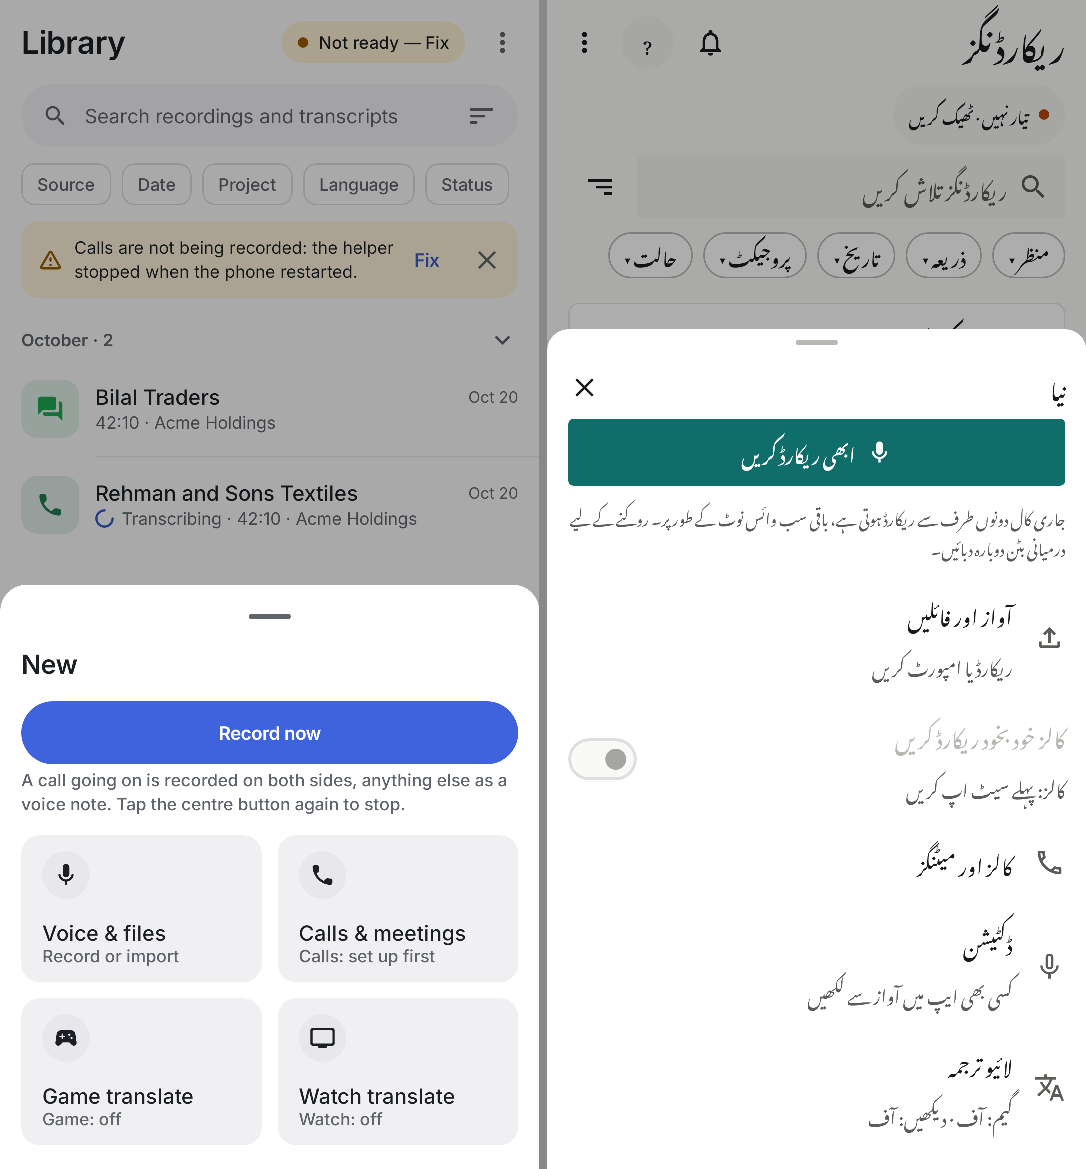 Library
Not ready — Fix
Search recordings and transcripts
Source
Date
Project
Language
Status
Calls are not being recorded: the helper
stopped when the phone restarted.
Fix
October · 2
Bilal Traders
Oct 20
42:10 · Acme Holdings
Rehman and Sons Textiles
Oct 20
Transcribing · 42:10 · Acme Holdings
New
Record now
A call going on is recorded on both sides, anything else as a
voice note. Tap the centre button again to stop.
Voice & files
Record or import
Calls & meetings
Calls: set up first
Game translate
Game: off
Watch translate
Watch: off
ریکارڈنگز
?
تیار نہیں · ٹھیک کریں
ریکارڈنگز تلاش کریں
منظر
ذریعہ
تاریخ
پروجیکٹ
حالت
نیا
ابھی ریکارڈ کریں
جاری کال دونوں طرف سے ریکارڈ ہوتی ہے، باقی سب وائس نوٹ کے طور پر۔ روکنے کے لیے
درمیانی بٹن دوبارہ دبائیں۔
آواز اور فائلیں
ریکارڈ یا امپورٹ کریں
کالز خود بخود ریکارڈ کریں
کالز: پہلے سیٹ اپ کریں
کالز اور میٹنگز
ڈکٹیشن
کسی بھی ایپ میں آواز سے لکھیں
لائیو ترجمہ
گیم: آف · دیکھیں: آف